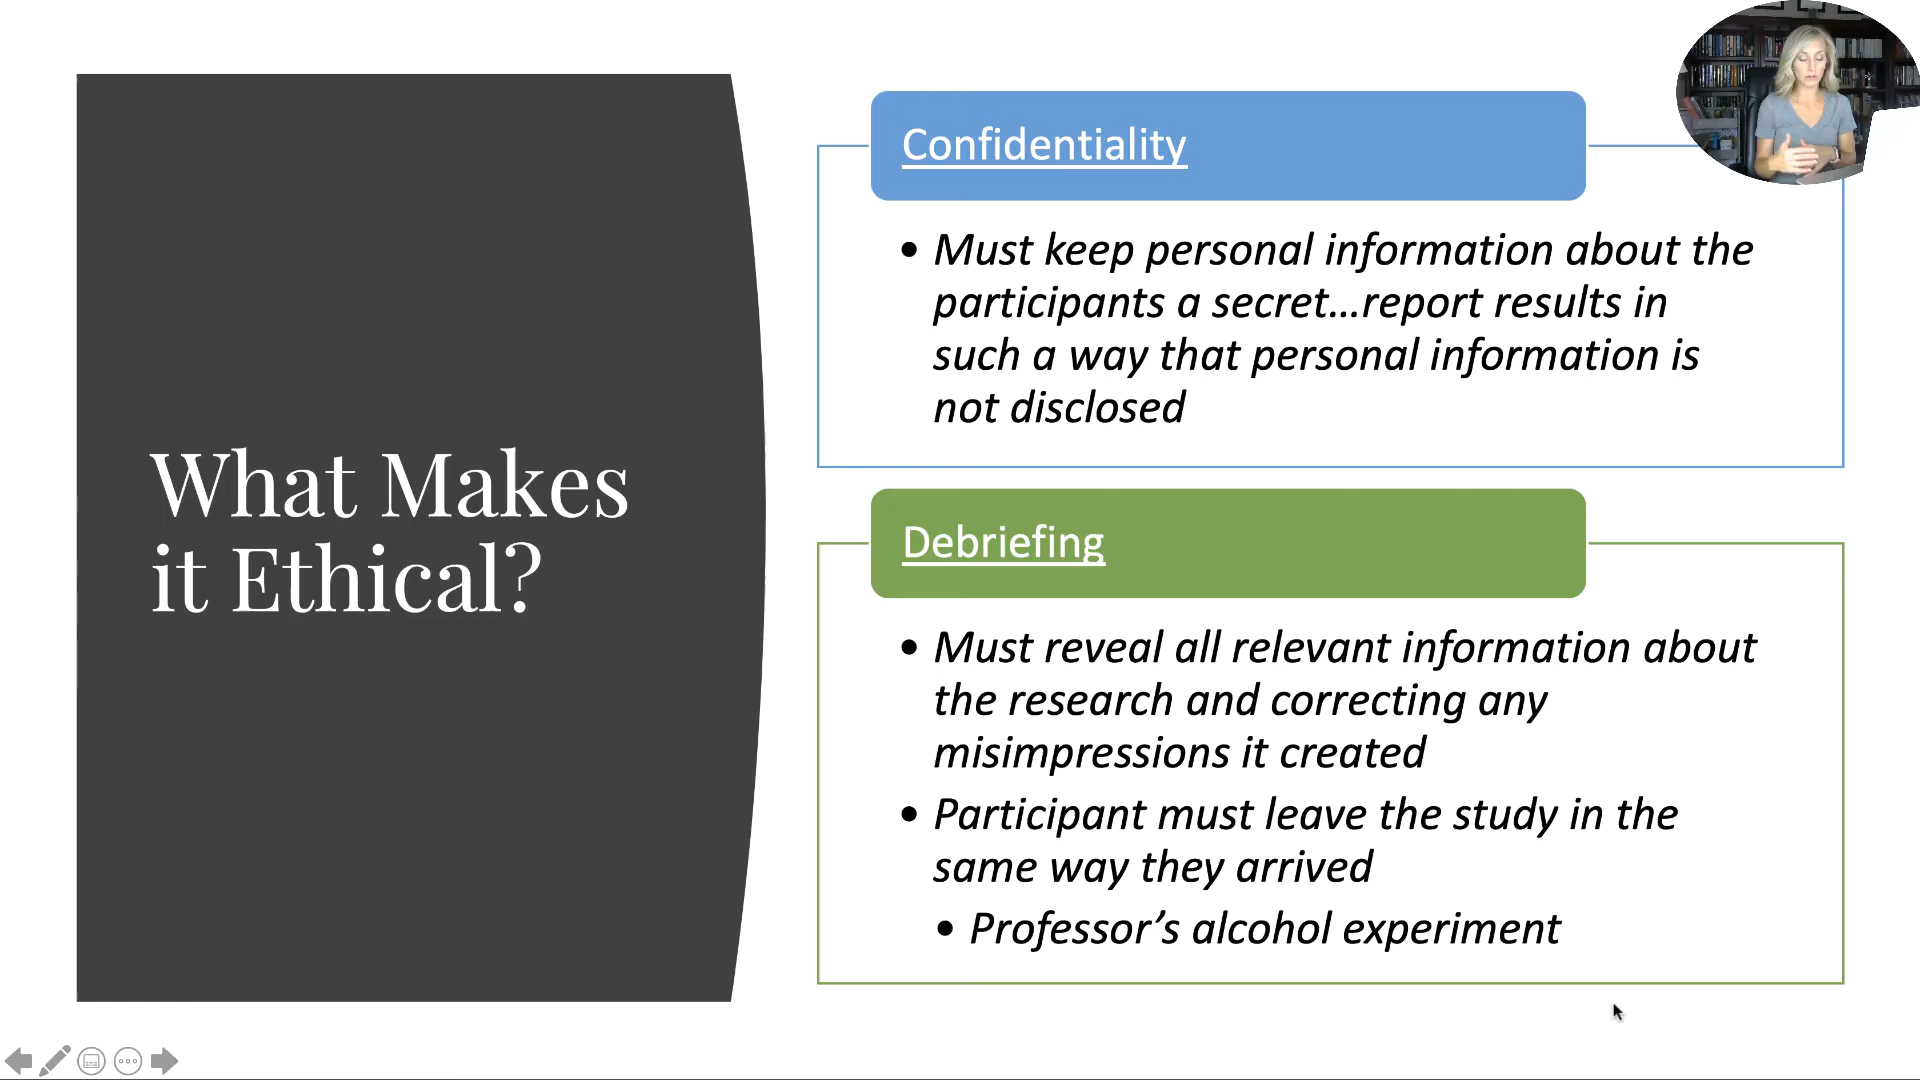 What Makes
it Ethical?
Confidentiality
• Must keep personal information about the
participants a secret...report results in
such a way that personal information is
not disclosed
Debriefing
• Must reveal all relevant information about
the research and correcting any
misimpressions it created
• Participant must leave the study in the
same way they arrived
• Professor’s alcohol experiment